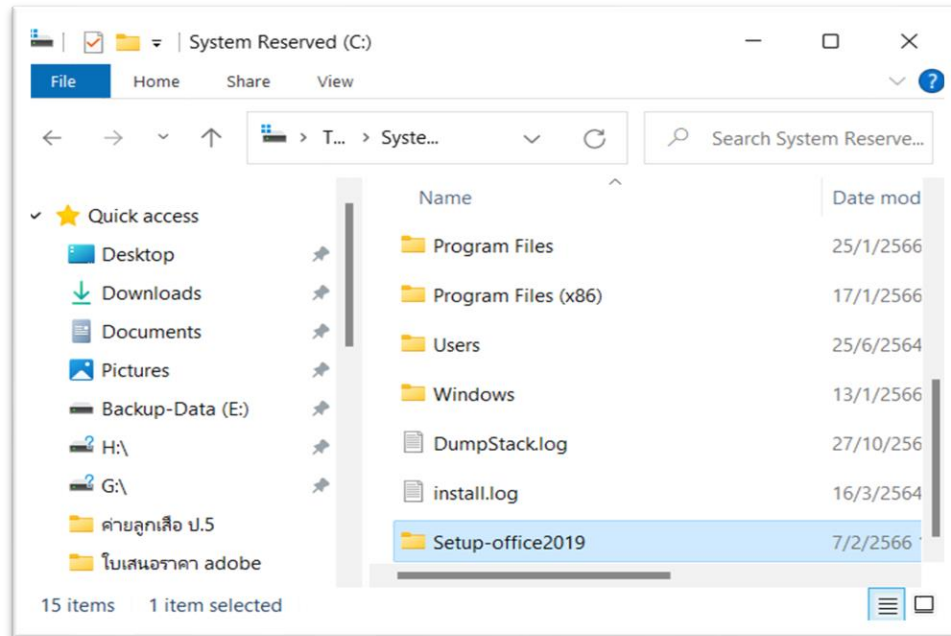 System Reserved (C:)
File Home Share View
T... Syste... Search System Reserve...
Name Date mod
Quick access
Desktop
Downloads
Documents
Pictures
Backup-Data (E:)
H:\
G:\
ค่ายลูกเสือ ป.5
ใบเสนอราคา adobe
Program Files 25/1/2566
Program Files (x86) 17/1/2566
Users 25/6/2564
Windows 13/1/2566
DumpStack.log 27/10/256
install.log 16/3/2564
Setup-office2019 7/2/2566
15 items 1 item selected